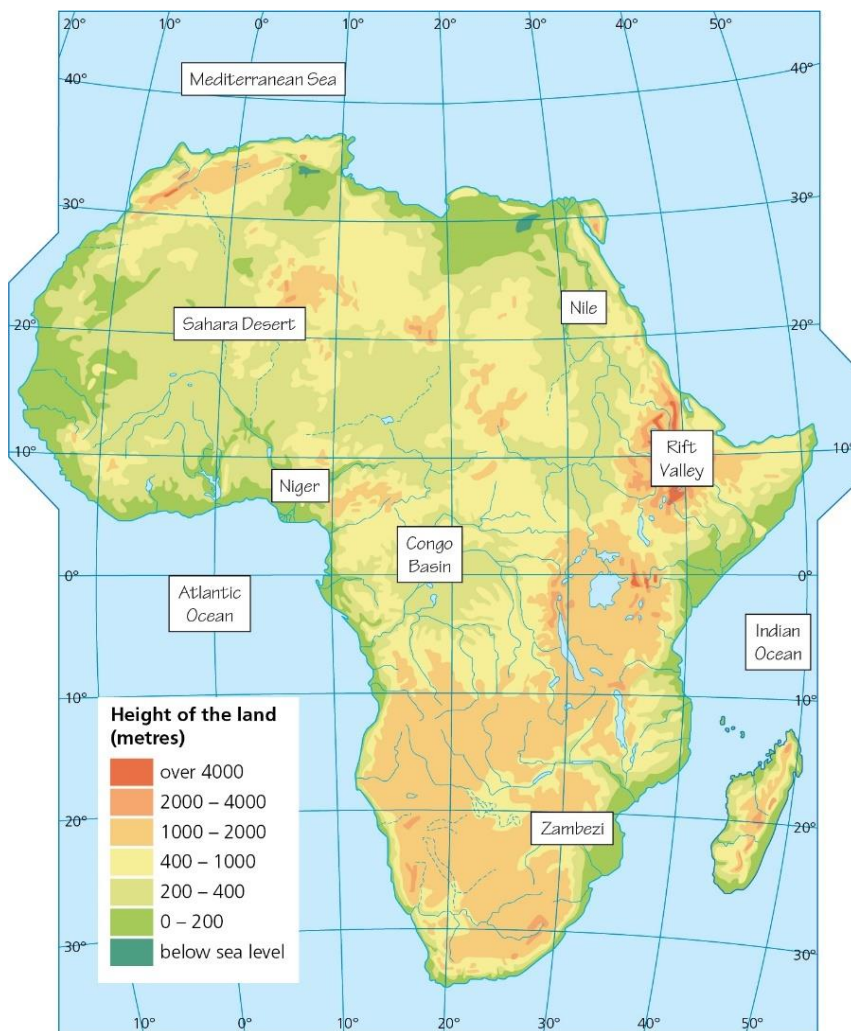 20°
10°
0°
10°
20°
30°
40°
50°
40°
Mediterranean Sea
40°
30°
30°
20°
Sahara Desert
Nile
20°
10°
Rift
Valley
10°
Niger
Congo
Basin
0°
Atlantic
Ocean
0°
Indian
Ocean
10°
10°
Height of the land
(metres)
over 4000
2000 – 4000
1000 – 2000
400 – 1000
200 – 400
0 – 200
below sea level
20°
Zambezi
20°
30°
30°
10°
0°
10°
20°
30°
40°
50°